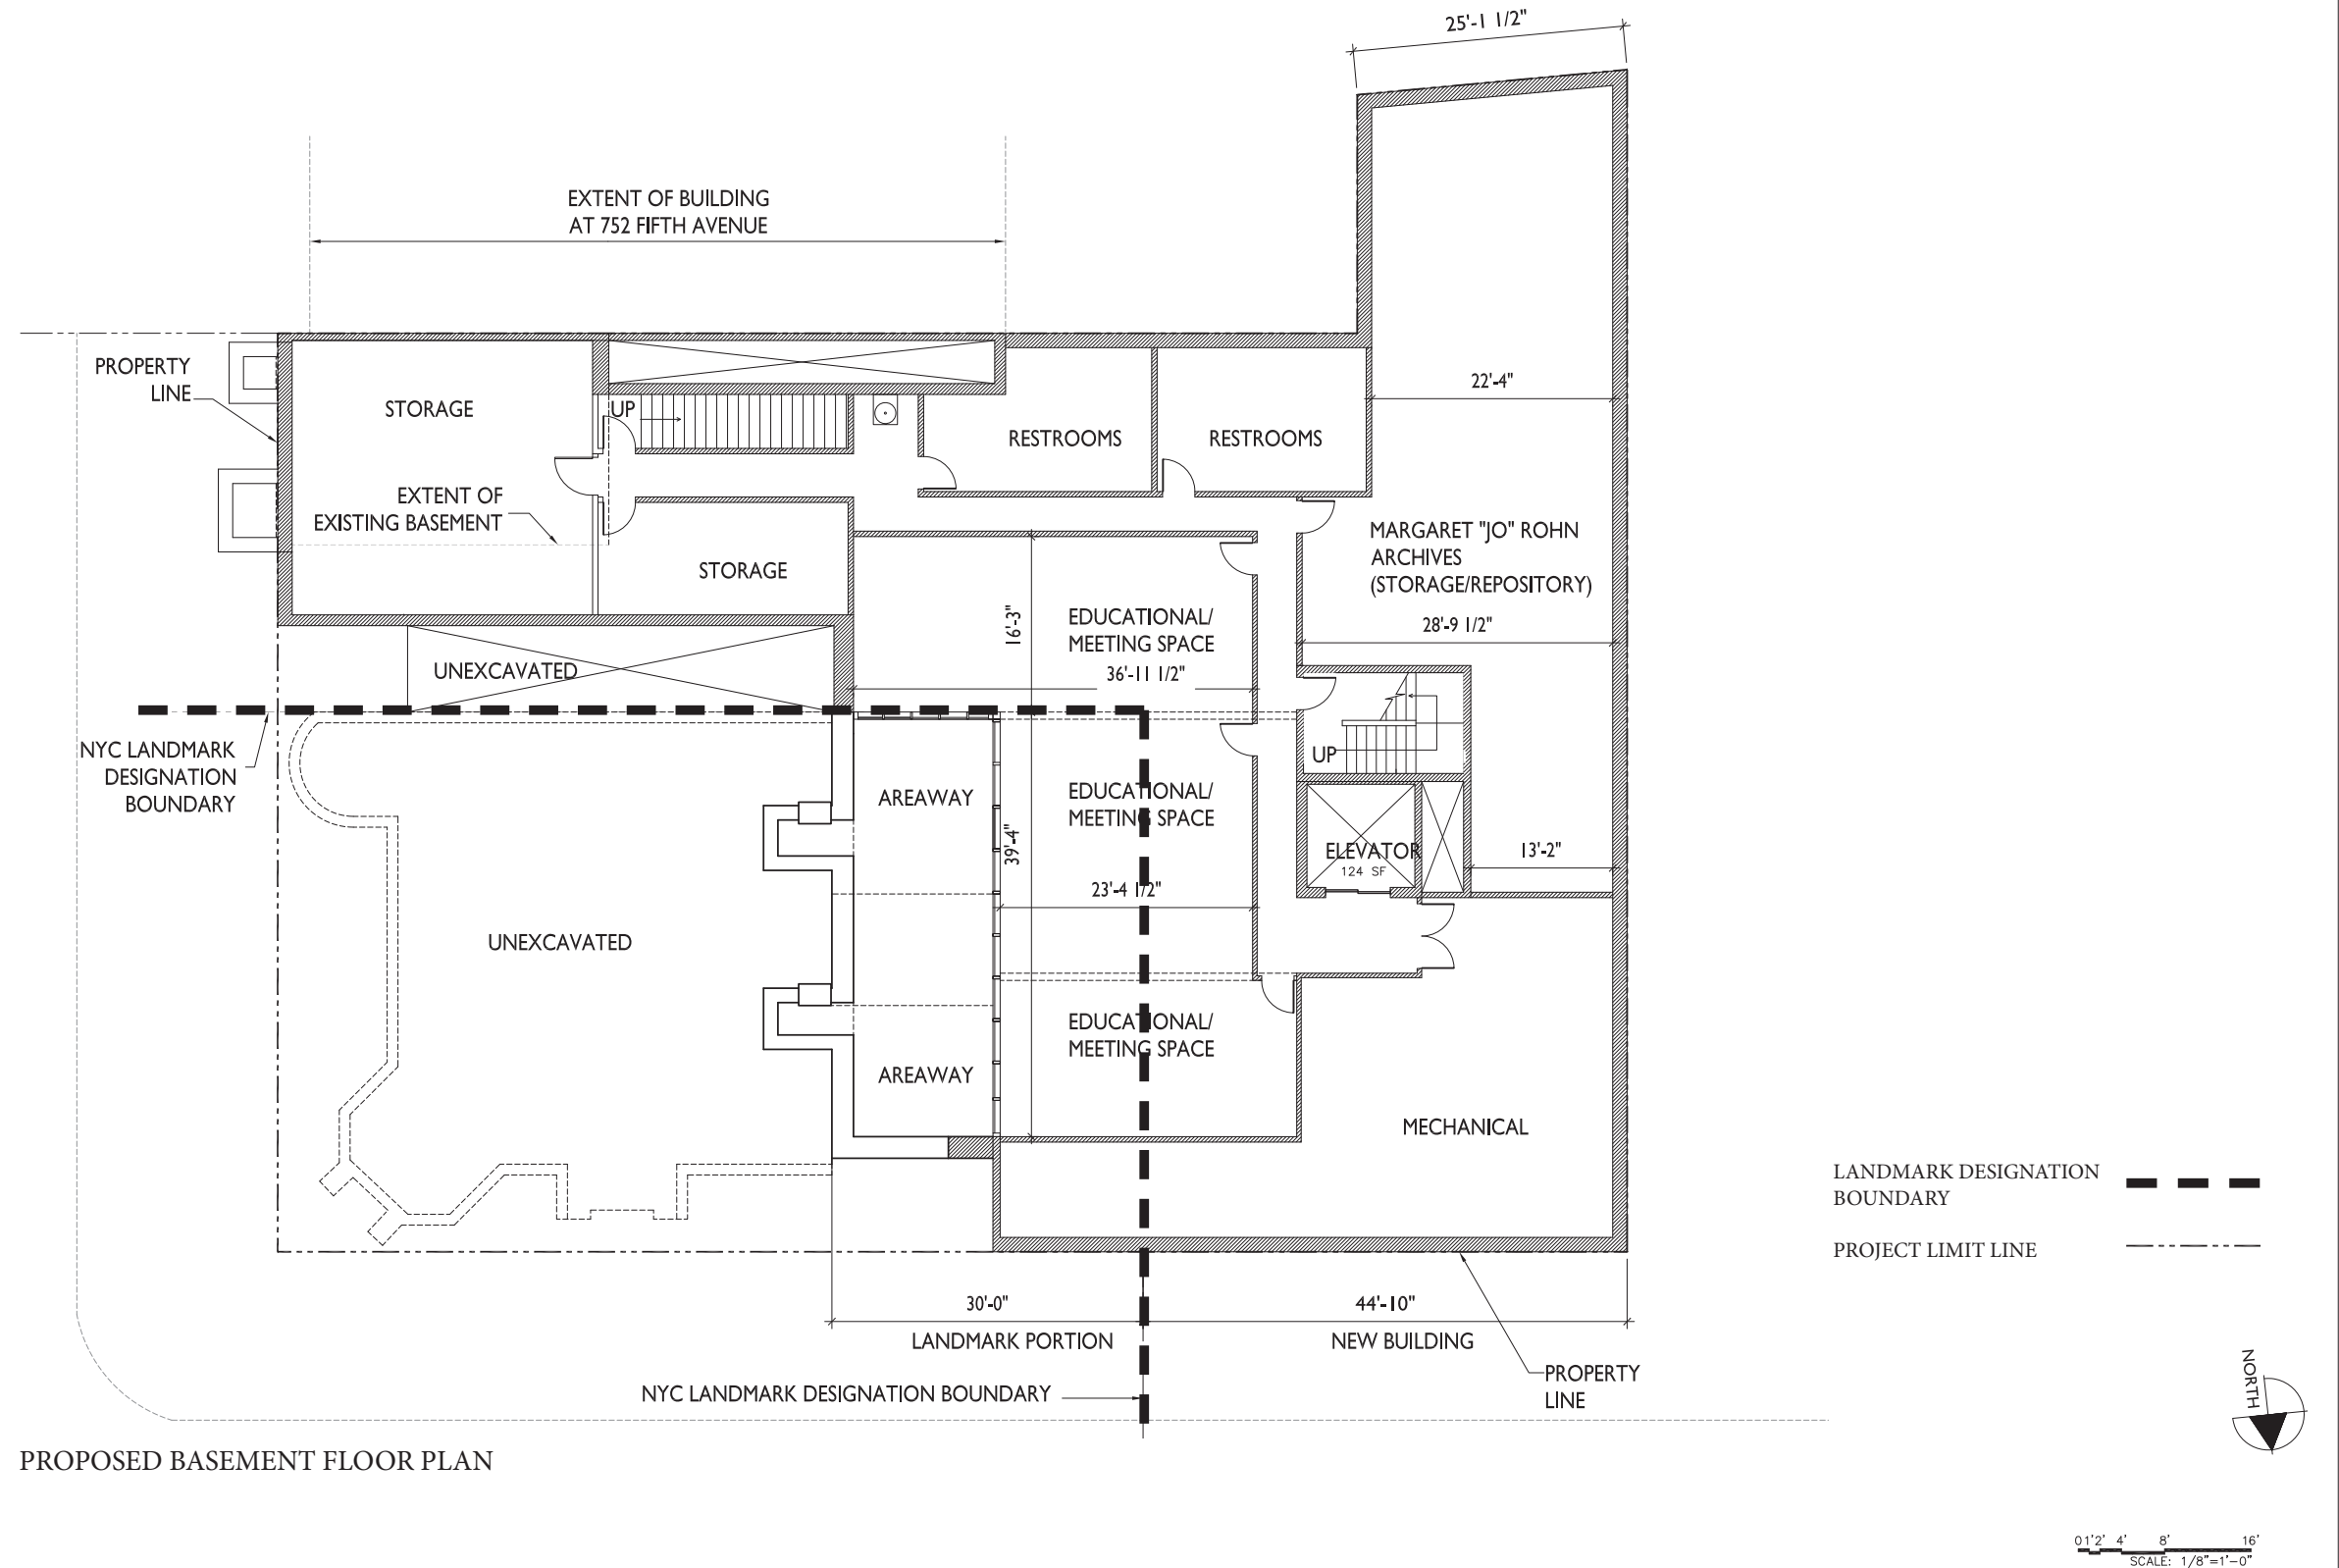 25'-1 1/2"
EXTENT OF BUILDING
AT 752 FIFTH AVENUE
PROPERTY
LINE
STORAGE
UP
RESTROOMS
RESTROOMS
22'-4"
EXTENT OF
EXISTING BASEMENT
STORAGE
MARGARET "JO" ROHN
ARCHIVES
(STORAGE/REPOSITORY)
16'-3"
EDUCATIONAL/
MEETING SPACE
28'-9 1/2"
UNEXCAVATED
36'-11 1/2"
NYC LANDMARK
DESIGNATION
BOUNDARY
UP
AREAWAY
EDUCATIONAL/
MEETING SPACE
39'-4"
ELEVATOR
124 SF
13'-2"
23'-4 1/2"
UNEXCAVATED
EDUCATIONAL/
MEETING SPACE
AREAWAY
MECHANICAL
LANDMARK DESIGNATION
BOUNDARY
PROJECT LIMIT LINE
30'-0"
44'-10"
LANDMARK PORTION
NEW BUILDING
PROPERTY
LINE
NYC LANDMARK DESIGNATION BOUNDARY
NORTH
PROPOSED BASEMENT FLOOR PLAN
0 1'2' 4' 8' 16'
SCALE: 1/8"=1'-0"